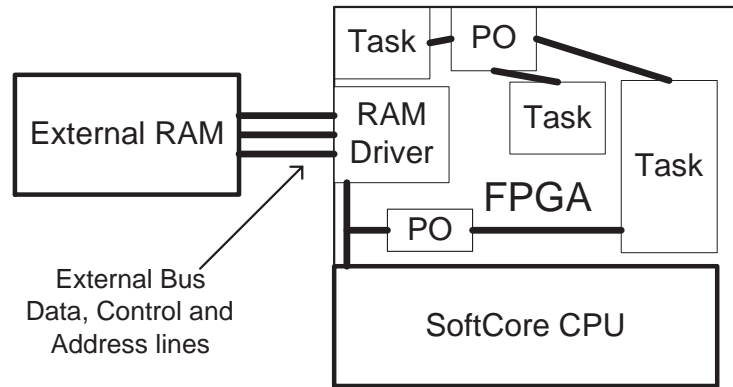 Task
PO
External RAM
RAM
Driver
Task
Task
FPGA
PO
External Bus
Data, Control and
Address lines
SoftCore CPU